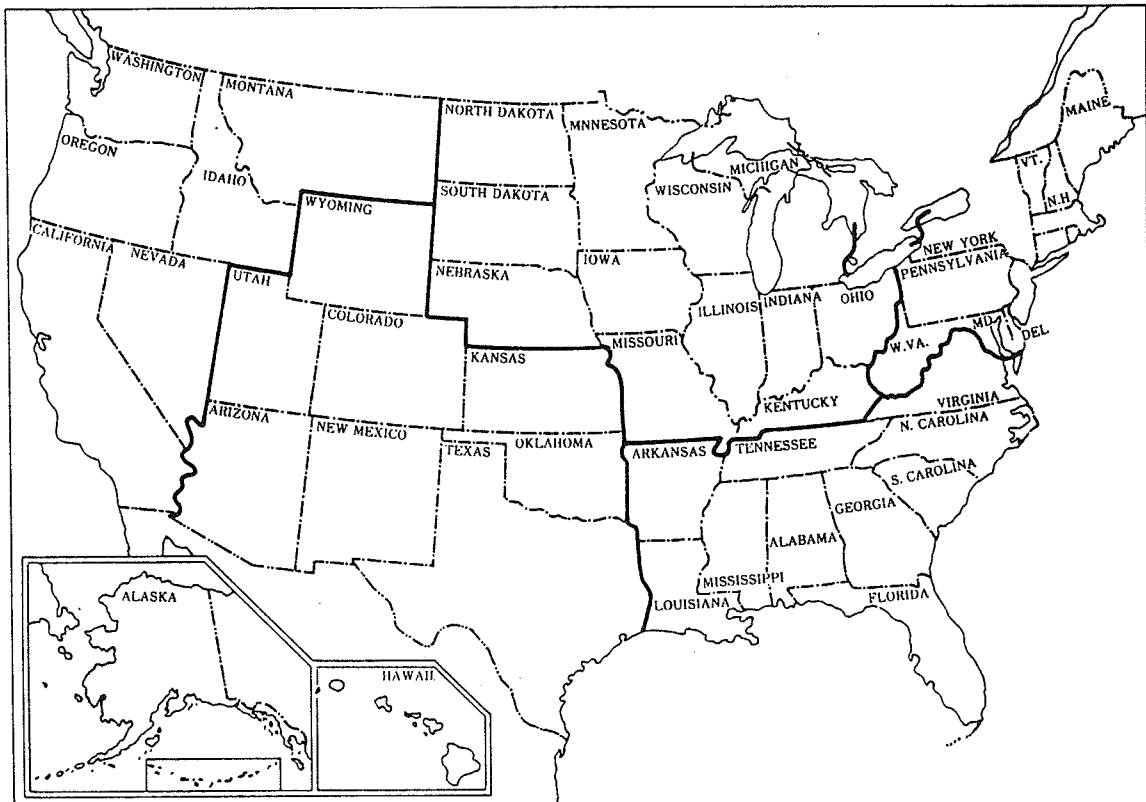 WASHINGTON
MONTANA
NORTH DAKOTA
MNNESOTA
MAINE
OREGON
IDAHO
SOUTH DAKOTA
WISCONSIN
MICHIGAN
VT.
N.H.
WYOMING
CALIFORNIA
NEVADA
UTAH
NEBRASKA
IOWA
NEW YORK
PENNSYLVANIA
COLORADO
ILLINOIS
INDIANA
OHIO
MD.
DEL
KANSAS
MISSOURI
W.VA.
ARIZONA
NEW MEXICO
KENTUCKY
VIRGINIA
TEXAS
OKLAHOMA
ARKANSAS
TENNESSEE
N. CAROLINA
S. CAROLINA
GEORGIA
ALABAMA
MISSISSIPPI
LOUISIANA
FLORIDA
ALASKA
HAWAII